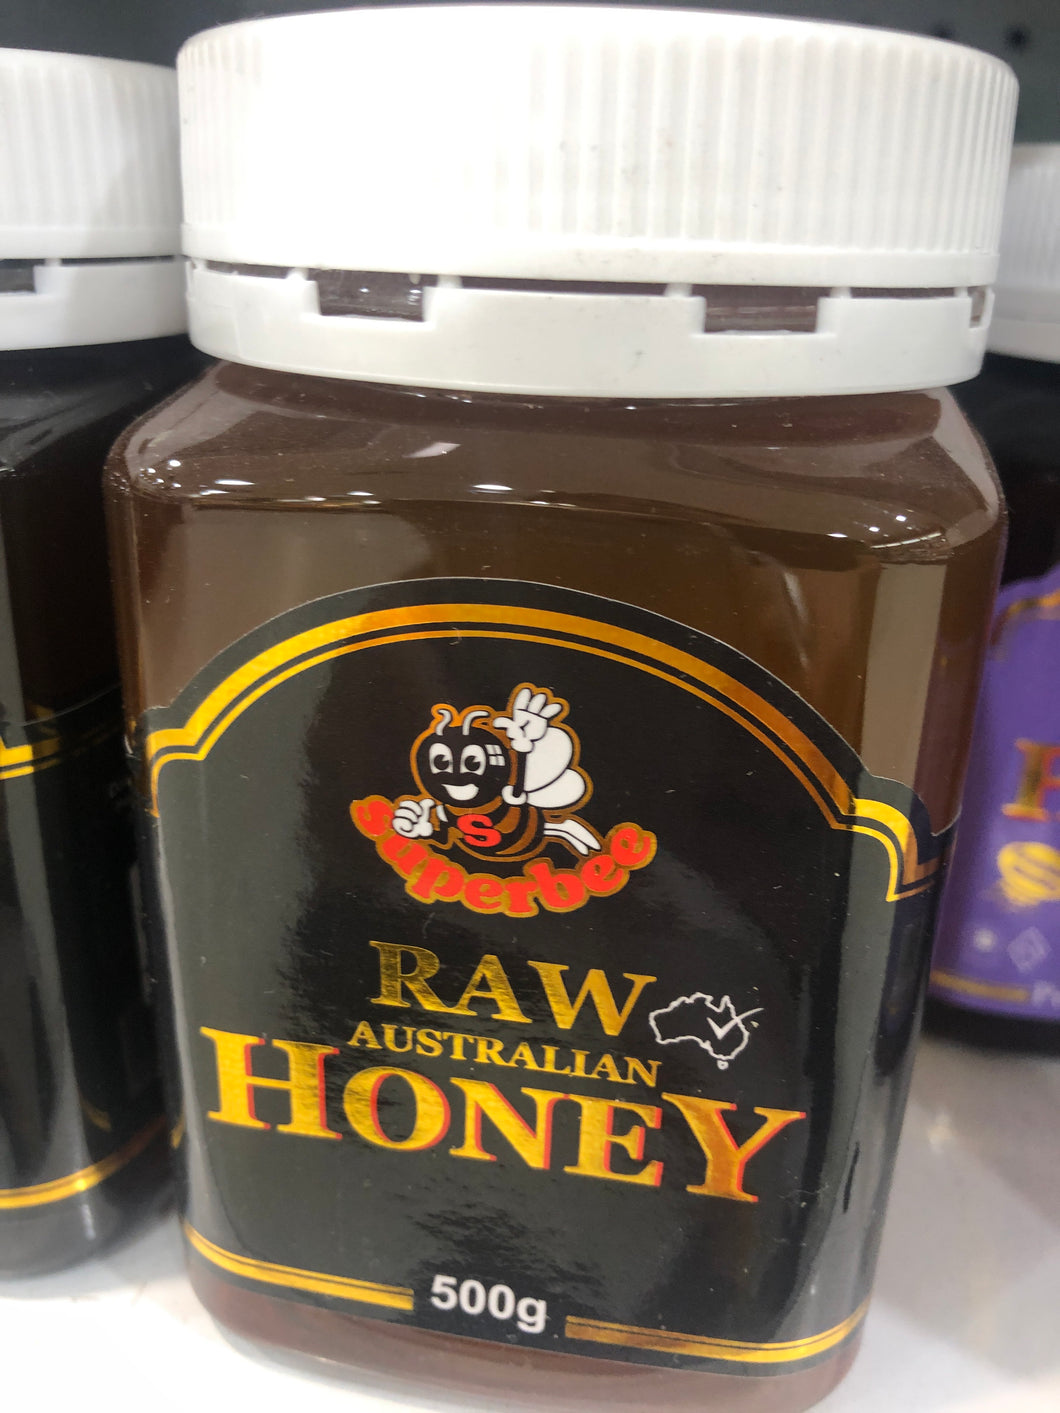 S
superbee
RAW
AUSTRALIAN
HONEY
500g